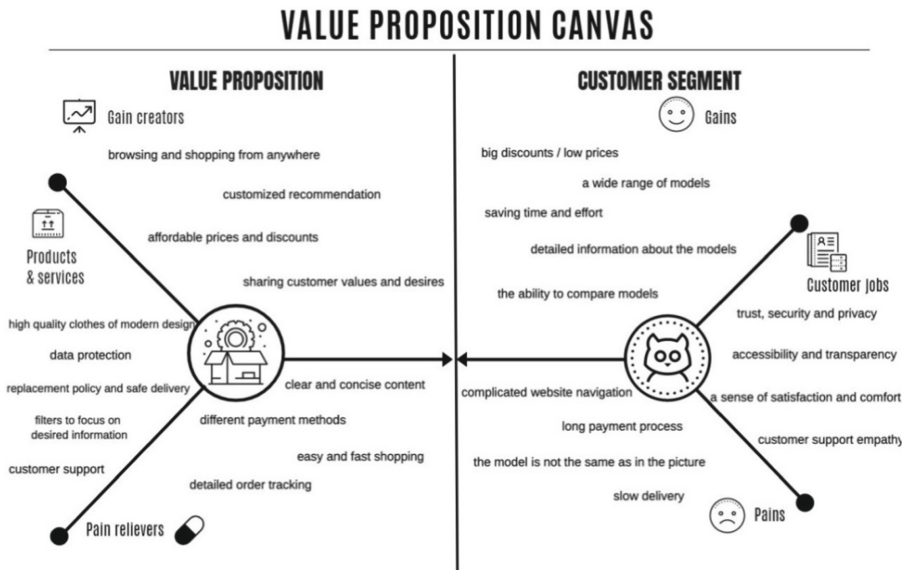 VALUE PROPOSITION CANVAS
VALUE PROPOSITION
Gain creators
browsing and shopping from anywhere
customized recommendation
affordable prices and discounts
sharing customer values and desires
Products
& services
high quality clothes of modern design
data protection
replacement policy and safe delivery
filters to focus on
desired information
customer support
clear and concise content
different payment methods
easy and fast shopping
detailed order tracking
Pain relievers
CUSTOMER SEGMENT
Gains
big discounts / low prices
a wide range of models
saving time and effort
detailed information about the models
the ability to compare models
Customer jobs
trust, security and privacy
accessibility and transparency
a sense of satisfaction and comfort
customer support empathy
complicated website navigation
long payment process
the model is not the same as in the picture
slow delivery
Pains